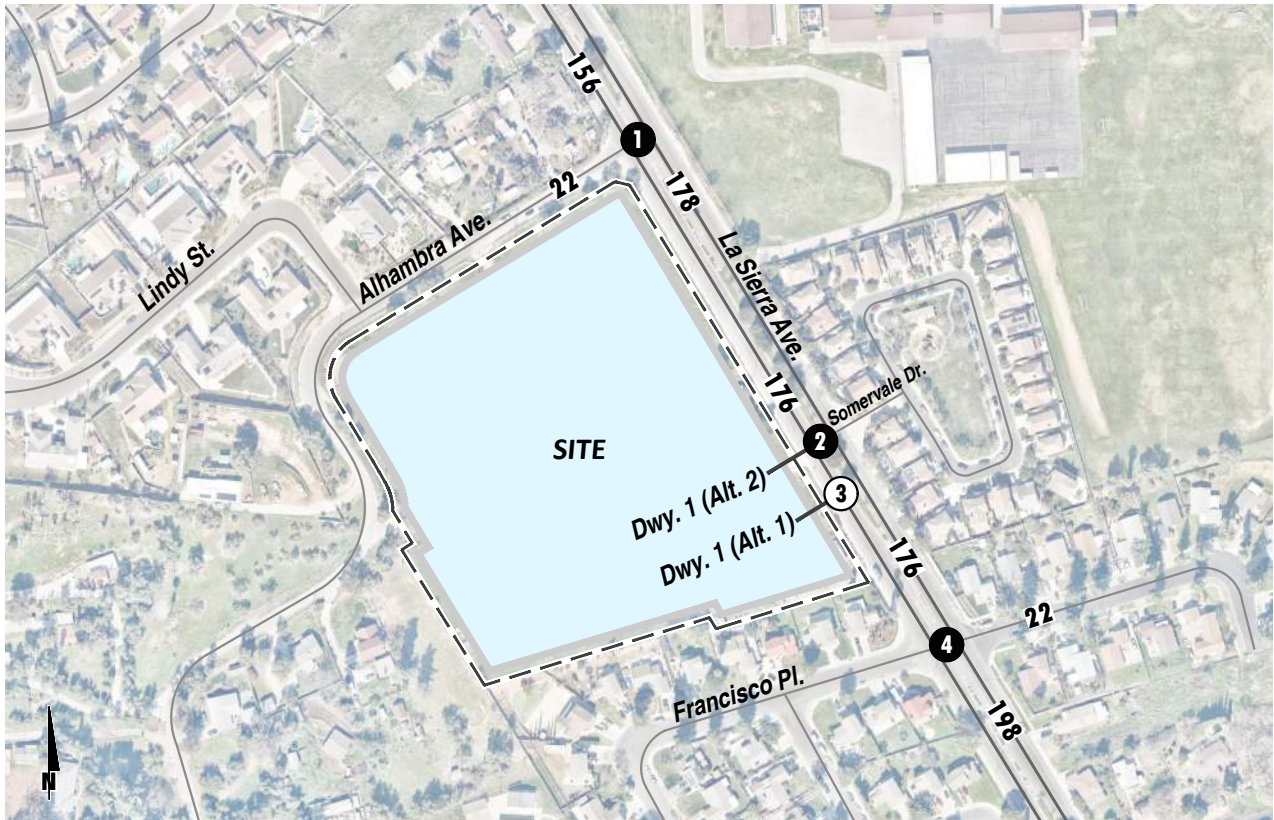 156
1
22
178
Alhambra Ave.
Lindy St.
La Sierra Ave.
176
Somervale Dr.
2
SITE
Dwy. 1 (Alt. 2)
3
Dwy. 1 (Alt. 1)
176
22
4
Francisco Pl.
198
N